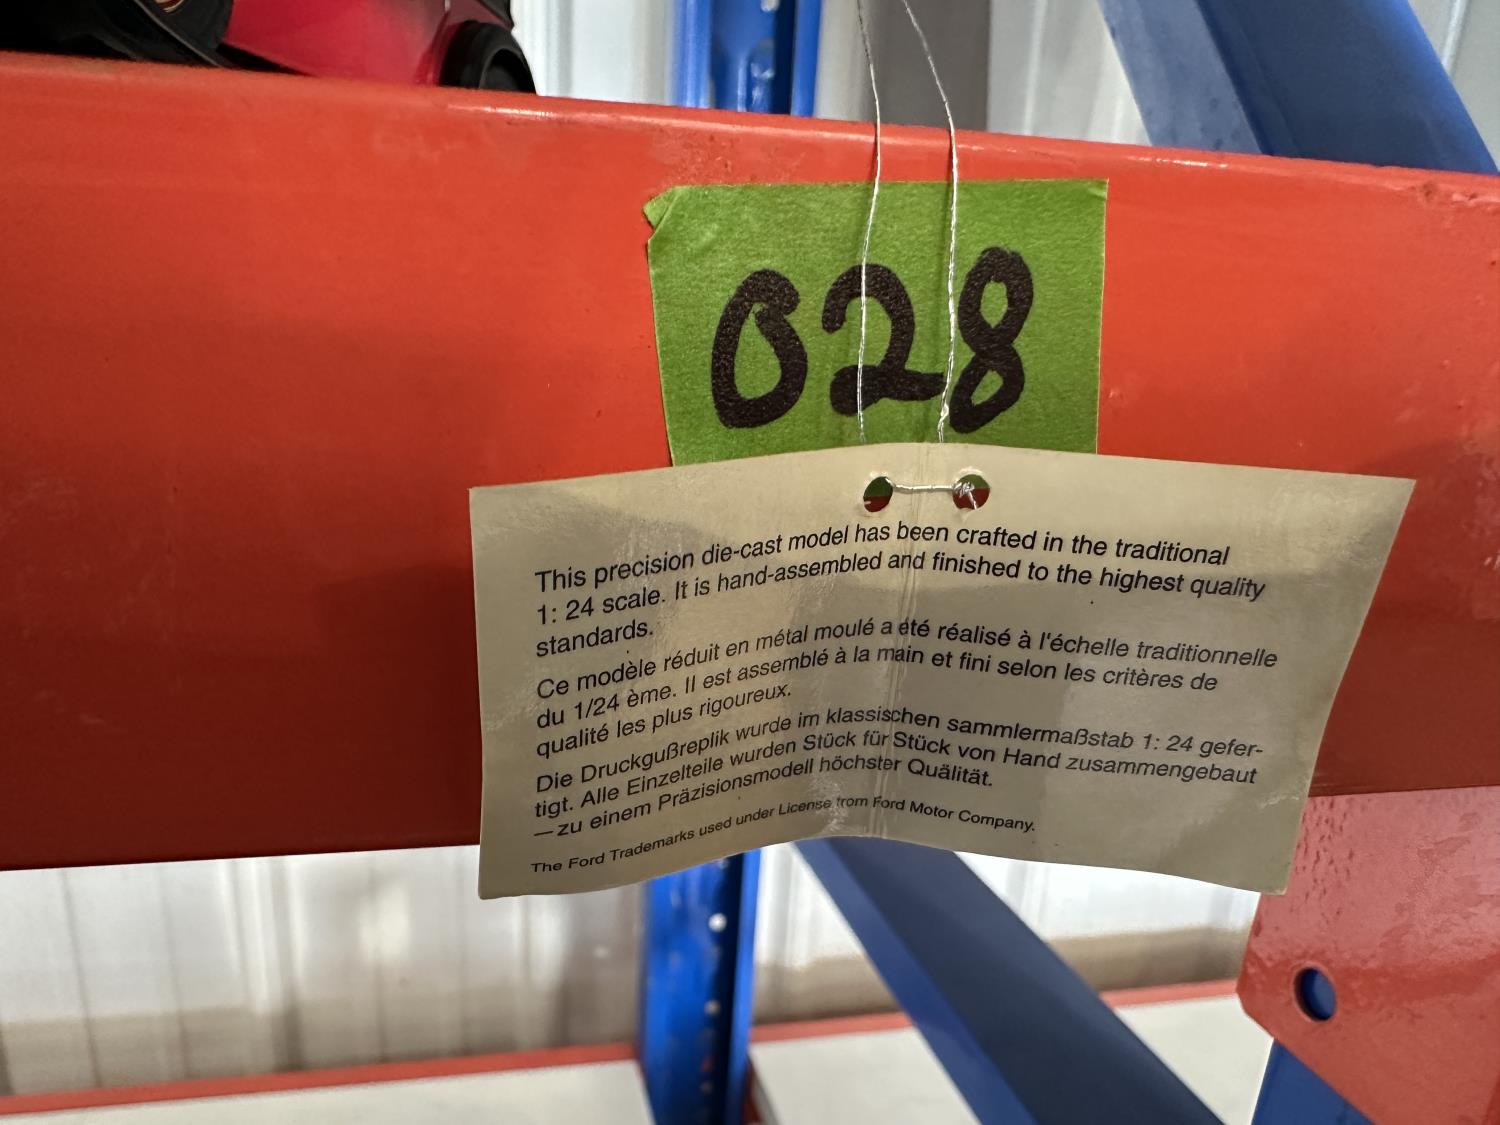 028
This precision die-cast model has been crafted in the traditional
1: 24 scale. It is hand-assembled and finished to the highest quality
standards.
Ce modèle réduit en métal moulé a été réalisé à l'échelle traditionnelle
du 1/24 ème. Il est assemblé à la main et fini selon les critères de
qualité les plus rigoureux.
Die Druckgußreplik wurde im klassischen sammlermaßstab 1: 24 gefer-
tigt. Alle Einzelteile wurden Stück für Stück von Hand zusammengebaut
—zu einem Präzisionsmodell höchster Quälität.
The Ford Trademarks used under License from Ford Motor Company.